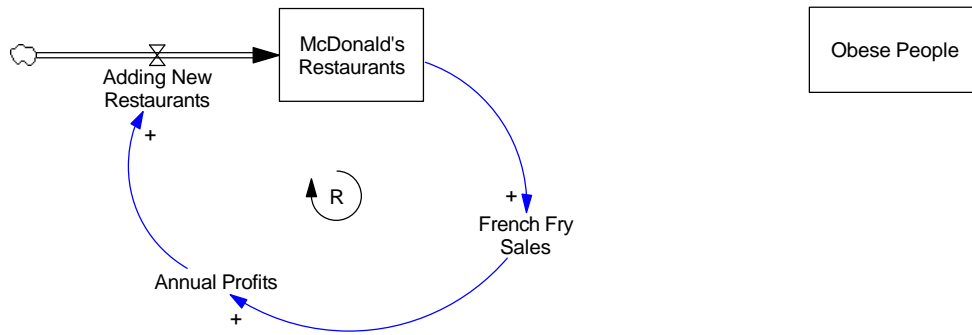 McDonald's
Restaurants
Obese People
Adding New
Restaurants
+
R
+
French Fry
Sales
Annual Profits
+